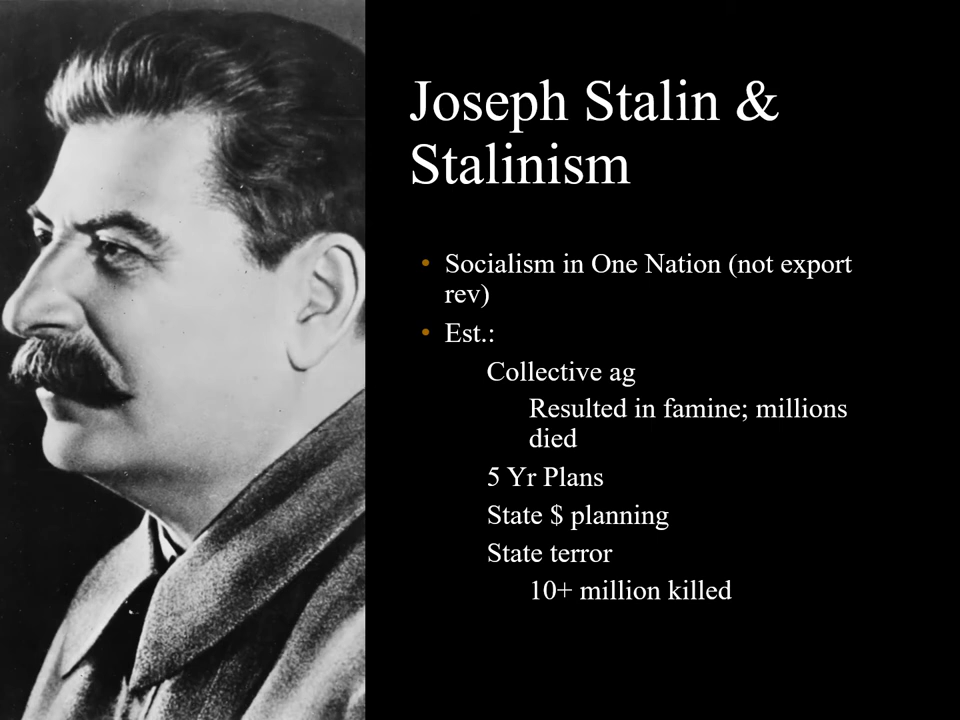 Joseph Stalin &
Stalinism
• Socialism in One Nation (not export
rev)
• Est.:
Collective ag
Resulted in famine; millions
died
5 Yr Plans
State $ planning
State terror
10+ million killed